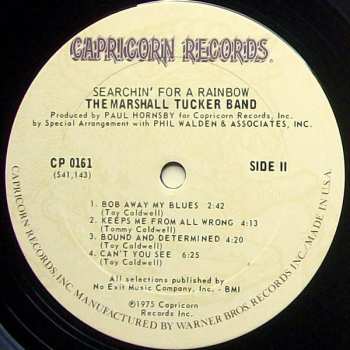 CAPRICORN RECORDS.
SEARCHIN' FOR A RAINBOW
THE MARSHALL TUCKER BAND
Produced by PAUL HORNSBY for Capricorn Records, Inc.
by Special Arrangement with PHIL WALDEN & ASSOCIATES, INC.
CP 0161
(S41,143)
SIDE II
1. BOB AWAY MY BLUES 2:42
(Toy Caldwell)
2. KEEPS ME FROM ALL WRONG 4:13
(Tommy Caldwell)
3. BOUND AND DETERMINED 4:20
(Toy Caldwell)
4. CAN'T YOU SEE 6:25
(Toy Caldwell)
All selections published by
No Exit Music Company, Inc. - BMI
©1975 Capricorn
Records Inc.
CAPRICORN RECORDS INC. MANUFACTURED BY WARNER BROS. RECORDS INC. MADE IN U.S.A.